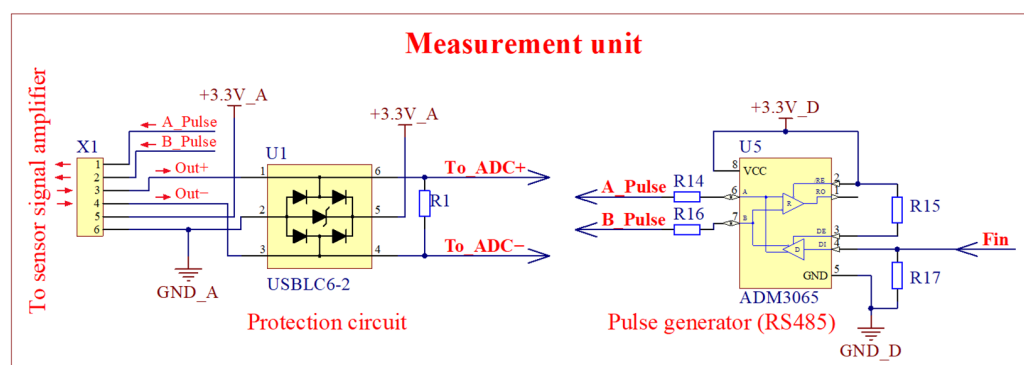 Measurement unit
To sensor signal amplifier
X1
1
2
3
4
5
6
A_Pulse
B_Pulse
Out+
Out−
+3.3V_A
GND_A
U1
1
2
3
6
5
4
USBLC6-2
+3.3V_A
R1
To_ADC+
To_ADC−
Protection circuit
A_Pulse
B_Pulse
R14
R16
+3.3V_D
U5
8
VCC
6
A
7
B
R
D
RE
2
RO
1
DE
3
DI
4
GND
5
ADM3065
R15
R17
Fin
GND_D
Pulse generator (RS485)